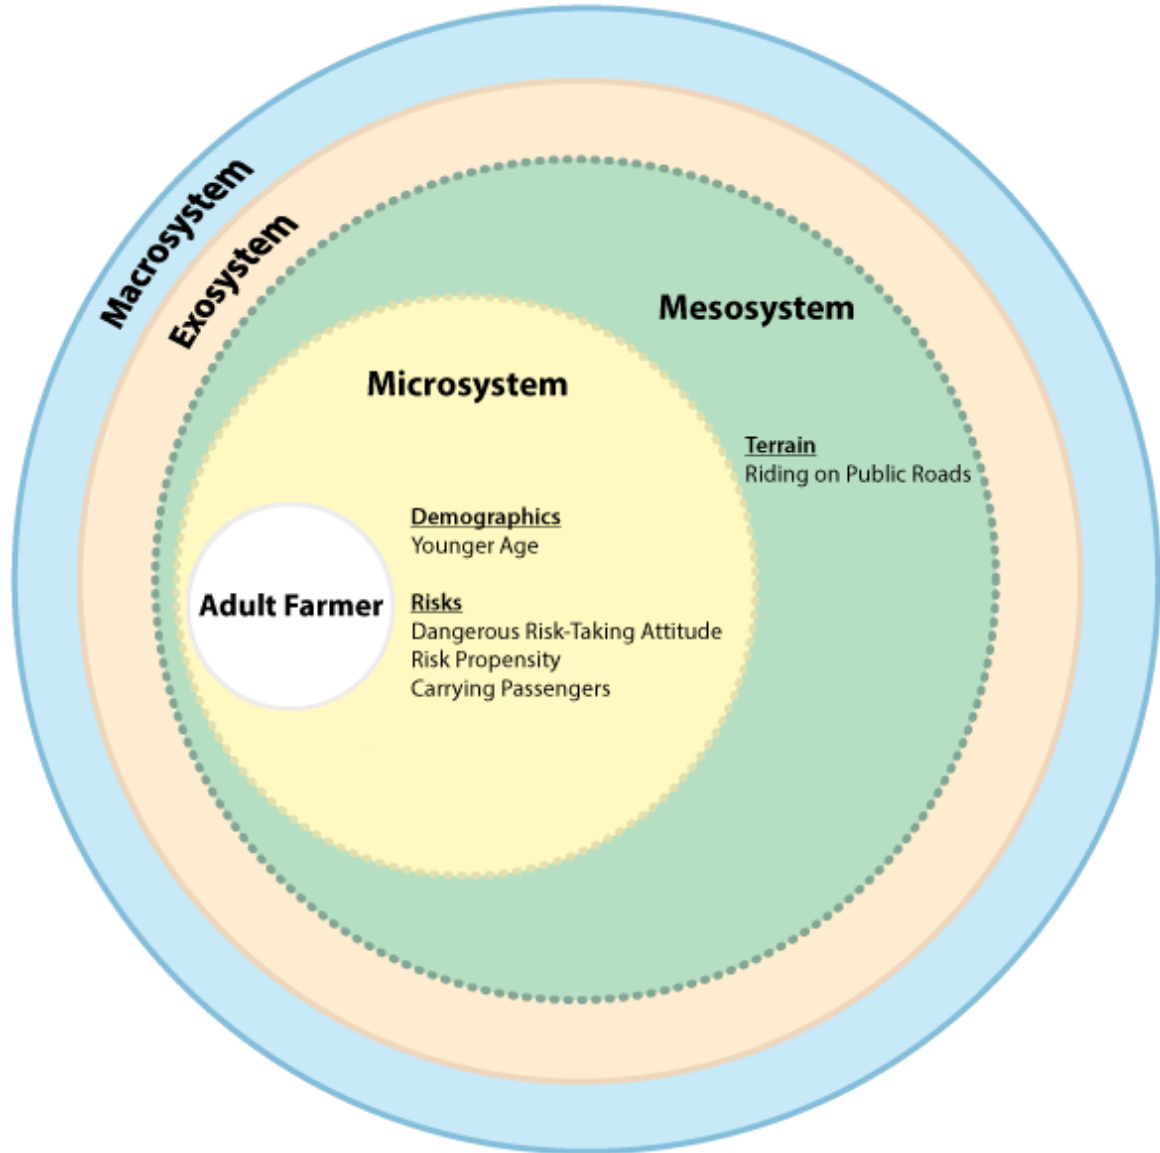 Macrosystem
Exosystem
Mesosystem
Microsystem
Terrain
Riding on Public Roads
Demographics
Younger Age
Adult Farmer
Risks
Dangerous Risk-Taking Attitude
Risk Propensity
Carrying Passengers